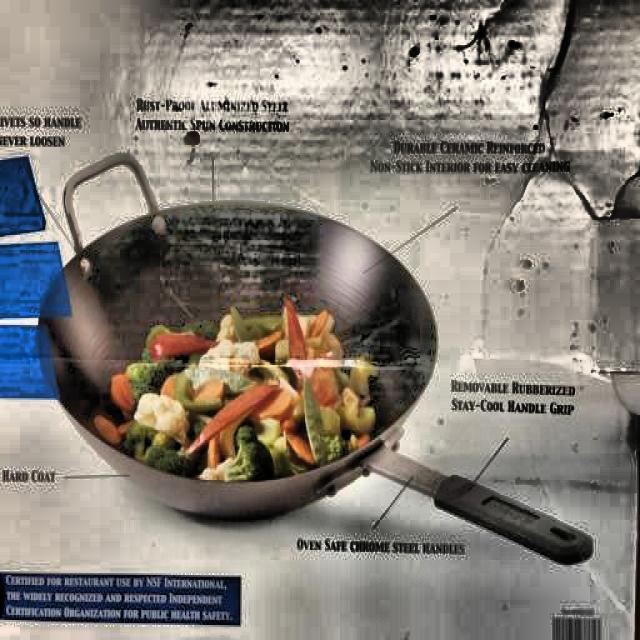 IVETS SO HANDLE
EVER LOOSEN
RUST-PROOF ALUMINIZED STEEL
AUTHENTIC SPUN CONSTRUCTION
DURABLE CERAMIC REINFORCED
NON-STICK INTERIOR FOR EASY CLEANING
REMOVABLE RUBBERIZED
STAY-COOL HANDLE GRIP
HARD COAT
OVEN SAFE CHROME STEEL HANDLES
CERTIFIED FOR RESTAURANT USE BY NSF INTERNATIONAL,
THE WIDELY RECOGNIZED AND RESPECTED INDEPENDENT
CERTIFICATION ORGANIZATION FOR PUBLIC HEALTH SAFETY.